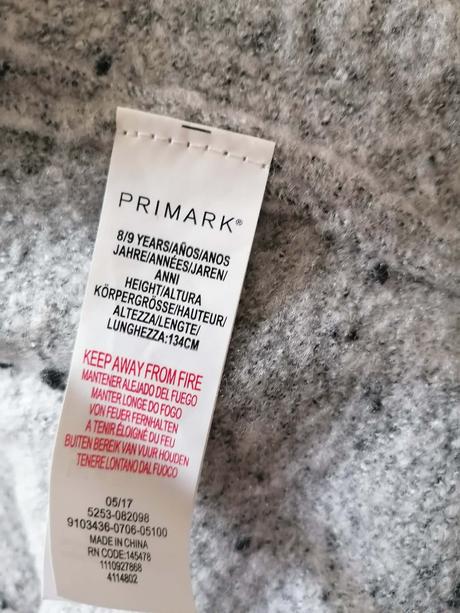 PRIMARK®
8/9 YEARS/AÑOS/ANOS
JAHRE/ANNÉES/JAREN/
ANNI
HEIGHT/ALTURA
KÖRPERGRÖSSE/HAUTEUR/
ALTEZZA/LENGTE/
LUNGHEZZA:134CM
KEEP AWAY FROM FIRE
MANTENER ALEJADO DEL FUEGO
MANTER LONGE DO FOGO
VON FEUER FERNHALTEN
A TENIR ÉLOIGNÉ DU FEU
BUITEN BEREIK VAN VUUR HOUDEN
TENERE LONTANO DAL FUOCO
05/17
5253-082098
9103436-0706-05100
MADE IN CHINA
RN CODE:145478
1110927868
4114802